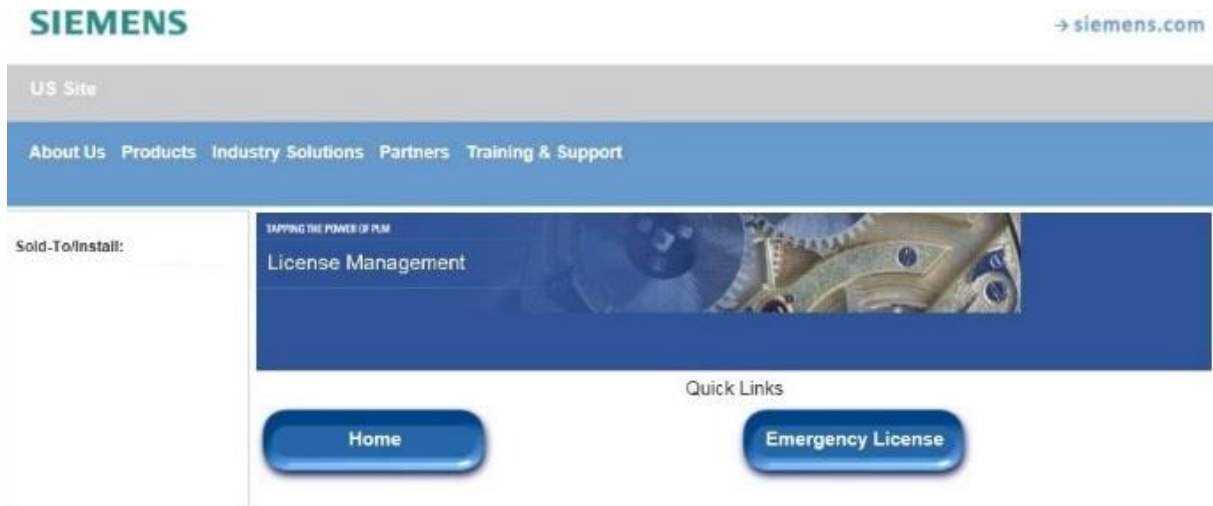 SIEMENS
→ siemens.com
US Site
About Us Products Industry Solutions Partners Training & Support
Sold-To/Install:
TAPPING THE POWER OF PLM
License Management
Quick Links
Home
Emergency License